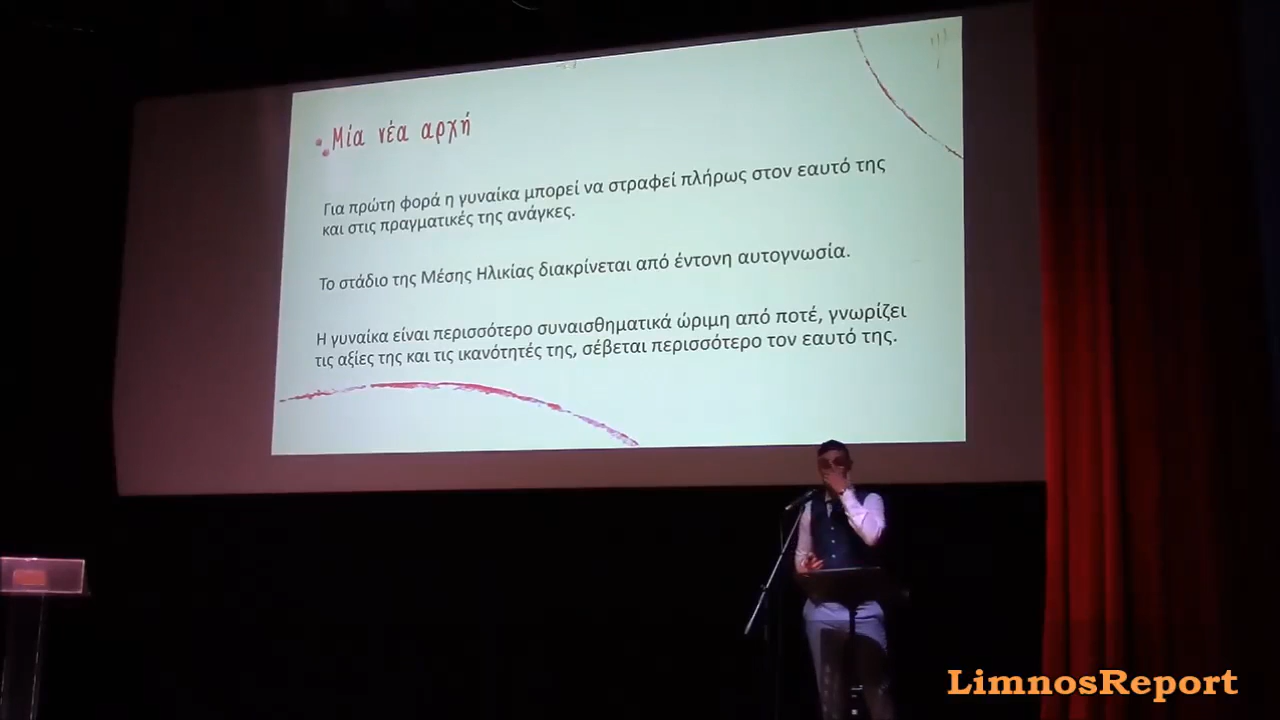 Μία νέα αρχή
Για πρώτη φορά η γυναίκα μπορεί να στραφεί πλήρως στον εαυτό της
και στις πραγματικές της ανάγκες.
Το στάδιο της Μέσης Ηλικίας διακρίνεται από έντονη αυτογνωσία.
Η γυναίκα είναι περισσότερο συναισθηματικά ώριμη από ποτέ, γνωρίζει
τις αξίες της και τις ικανότητές της, σέβεται περισσότερο τον εαυτό της.
LimnosReport